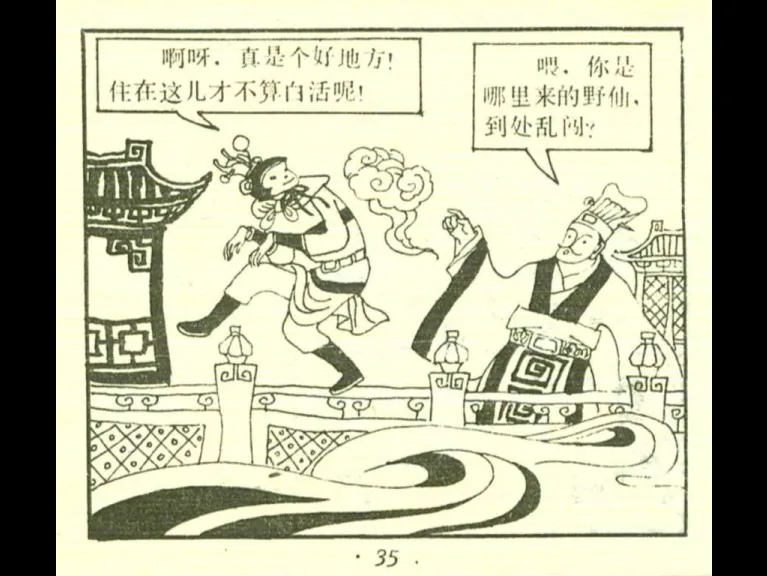 啊呀，真是个好地方！
住在这儿才不算白活呢！
喂，你是
哪里来的野仙，
到处乱闯？
· 35 ·